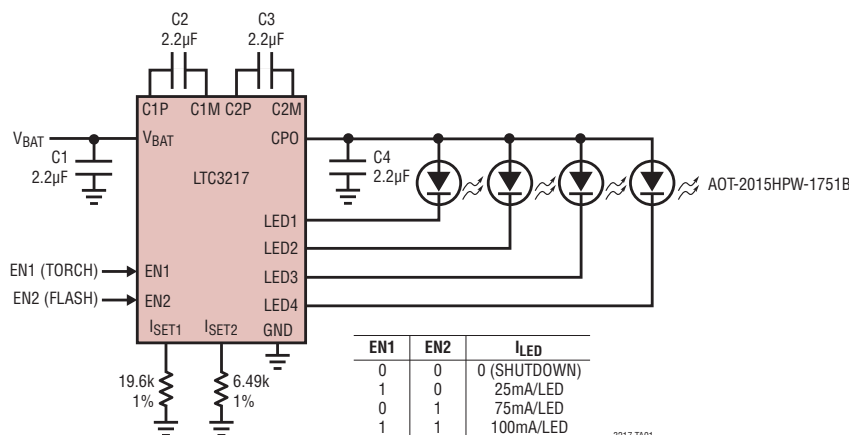 C2
2.2μF
C3
2.2μF
C1P C1M C2P C2M
VBAT
VBAT
CPO
C1
2.2μF
C4
2.2μF
LTC3217
AOT-2015HPW-1751B
LED1
LED2
LED3
LED4
EN1 (TORCH)
EN1
EN2 (FLASH)
EN2
ISET1 ISET2 GND
19.6k
1%
6.49k
1%
EN1 EN2 ILED
0 0 0 (SHUTDOWN)
1 0 25mA/LED
0 1 75mA/LED
1 1 100mA/LED
3217 TA01